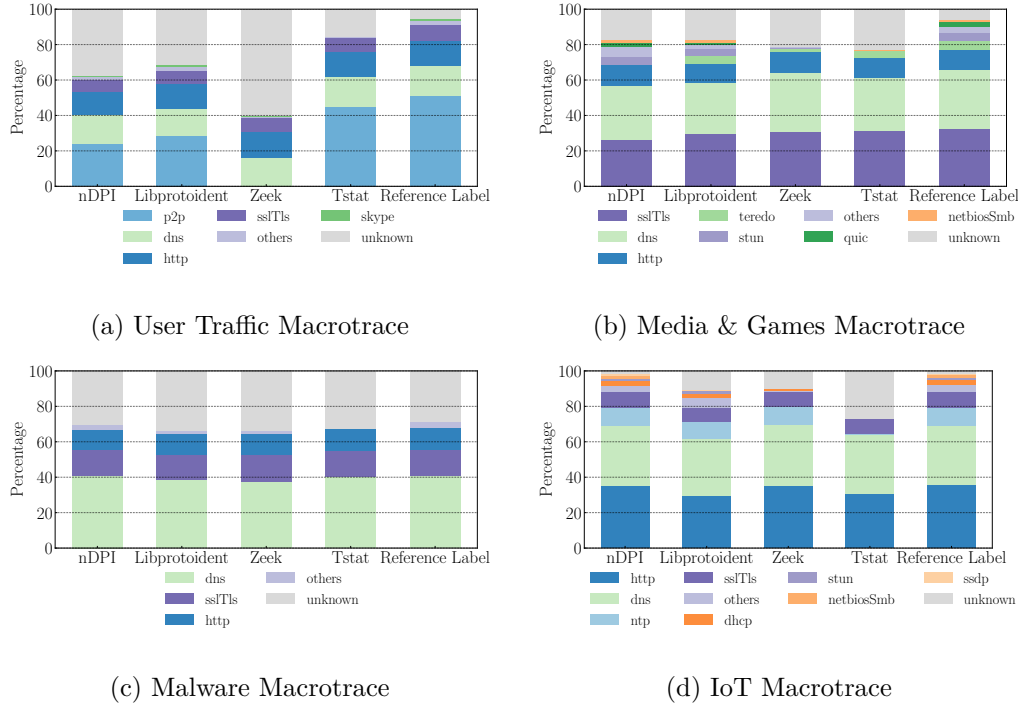 100
80
60
40
20
0
Percentage
nDPI Libprotoident Zeek Tstat Reference Label
p2p sslTls skype
dns others unknown
http
(a) User Traffic Macrotrace
100
80
60
40
20
0
Percentage
nDPI Libprotoident Zeek Tstat Reference Label
sslTls teredo others netbiosSmb
dns stun quic unknown
http
(b) Media & Games Macrotrace
100
80
60
40
20
0
Percentage
nDPI Libprotoident Zeek Tstat Reference Label
dns others
sslTls unknown
http
(c) Malware Macrotrace
100
80
60
40
20
0
Percentage
nDPI Libprotoident Zeek Tstat Reference Label
http sslTls stun ssdp
dns others netbiosSmb unknown
ntp dhcp
(d) IoT Macrotrace